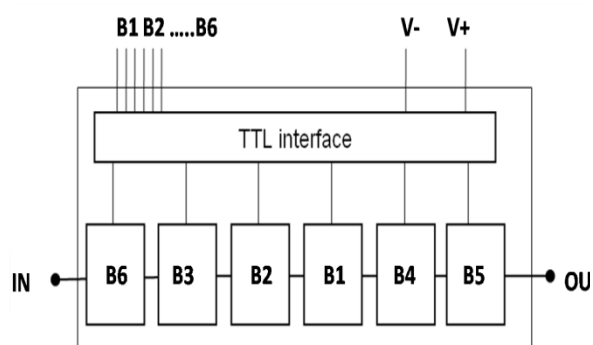 B1 B2 .....B6 V- V+
TTL interface
IN B6 B3 B2 B1 B4 B5 OU